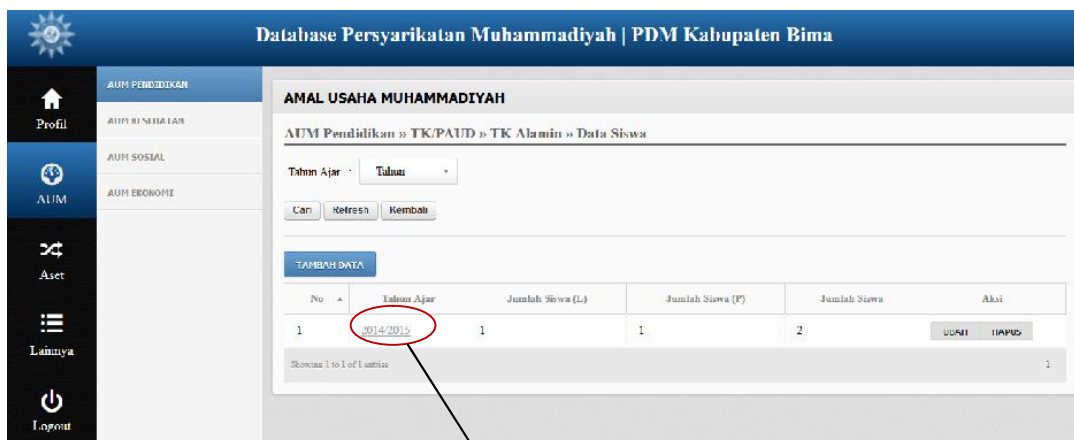 Database Persyarikatan Muhammadiyah | PDM Kabupaten Bima
Profil
AUM
Aset
Lainnya
Logout
AUM PENDIDIKAN
AUM KESEHATAN
AUM SOSIAL
AUM EKONOMI
AMAL USAHA MUHAMMADIYAH
AUM Pendidikan » TK/PAUD » TK Alamin » Data Siswa
Tahun Ajar : Tahun
Cari Refresh Kembali
TAMBAH DATA
No Tahun Ajar Jumlah Siswa (L) Jumlah Siswa (P) Jumlah Siswa Aksi
1 2014/2015 1 1 2 UBAH HAPUS
Showing 1 to 1 of 1 entries 1